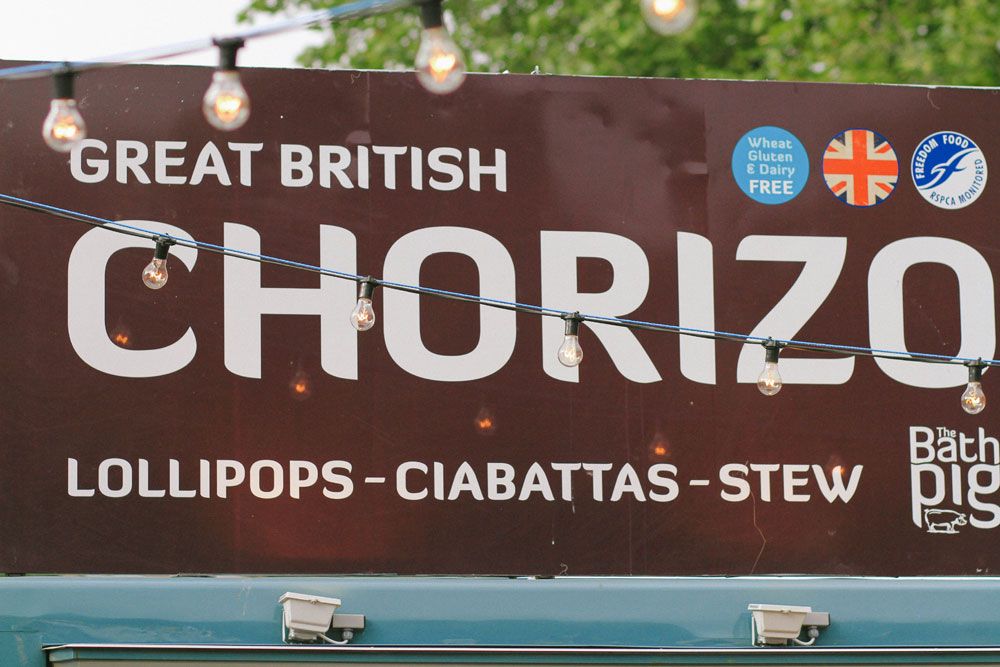 GREAT BRITISH
Wheat
Gluten
& Dairy
FREE
FREEDOM FOOD
RSPCA MONITORED
CHORIZO
LOLLIPOPS - CIABATTAS - STEW
The
Bath
pig